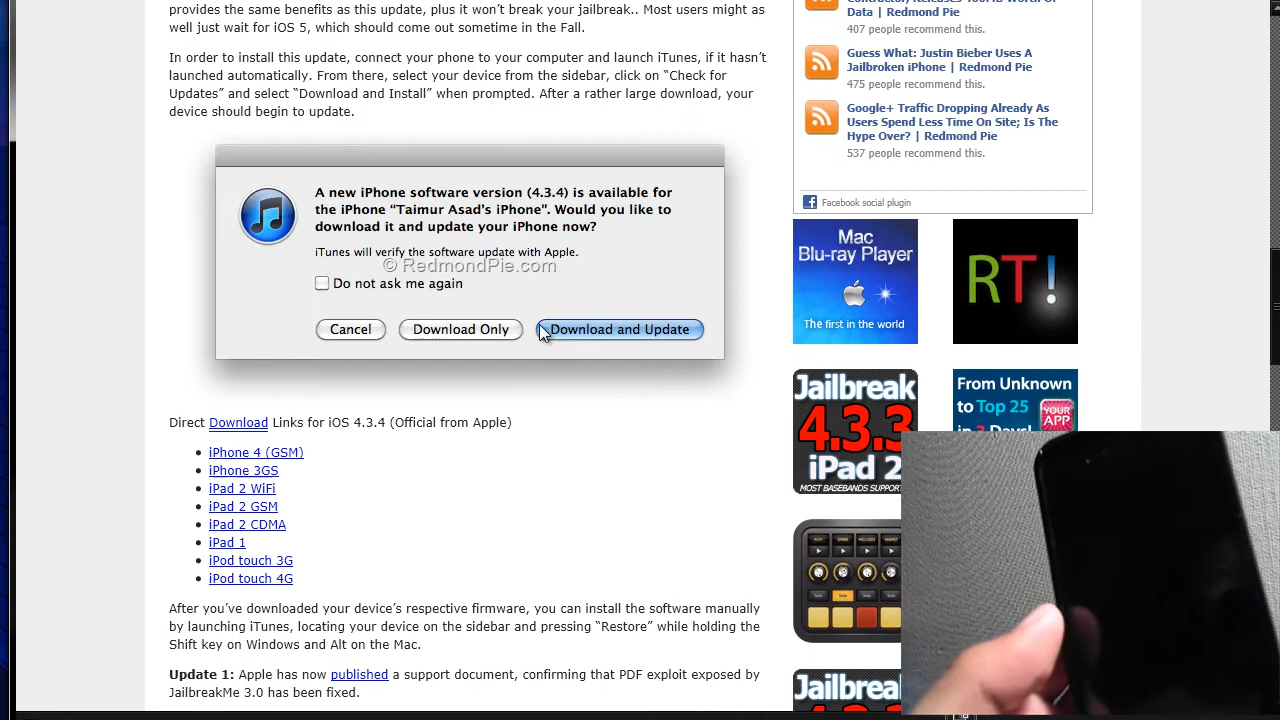 provides the same benefits as this update, plus it won't break your jailbreak.. Most users might as
well just wait for iOS 5, which should come out sometime in the Fall.
In order to install this update, connect your phone to your computer and launch iTunes, if it hasn't
launched automatically. From there, select your device from the sidebar, click on “Check for
Updates” and select “Download and Install” when prompted. After a rather large download, your
device should begin to update.
A new iPhone software version (4.3.4) is available for
the iPhone “Taimur Asad's iPhone”. Would you like to
download it and update your iPhone now?
iTunes will verify the software update with Apple.
© RedmondPie.com
Do not ask me again
Cancel
Download Only
Download and Update
Direct Download Links for iOS 4.3.4 (Official from Apple)
iPhone 4 (GSM)
iPhone 3GS
iPad 2 WiFi
iPad 2 GSM
iPad 2 CDMA
iPad 1
iPod touch 3G
iPod touch 4G
After you've downloaded your device's respective firmware, you can install the software manually
by launching iTunes, locating your device on the sidebar and pressing “Restore” while holding the
Shift key on Windows and Alt on the Mac.
Update 1: Apple has now published a support document, confirming that PDF exploit exposed by
JailbreakMe 3.0 has been fixed.
Data | Redmond Pie
407 people recommend this.
Guess What: Justin Bieber Uses A
Jailbroken iPhone | Redmond Pie
475 people recommend this.
Google+ Traffic Dropping Already As
Users Spend Less Time On Site; Is The
Hype Over? | Redmond Pie
537 people recommend this.
Facebook social plugin
Mac
Blu-ray Player
The first in the world
RT!
Jailbreak
4.3.3
iPad 2
MOST BASEBANDS SUPPOR
From Unknown
to Top 25
YOUR
APP
Jailbreak